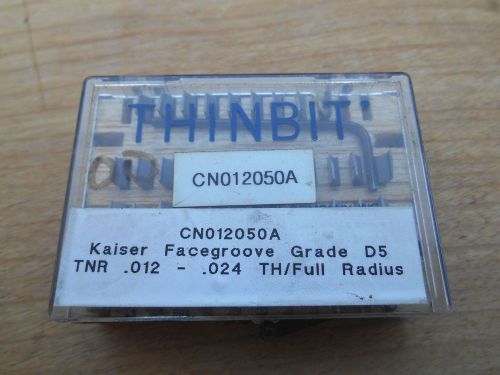 THINBIT'
CN012050A
CN012050A
Kaiser Facegroove Grade D5
TNR .012 - .024 TH/Full Radius